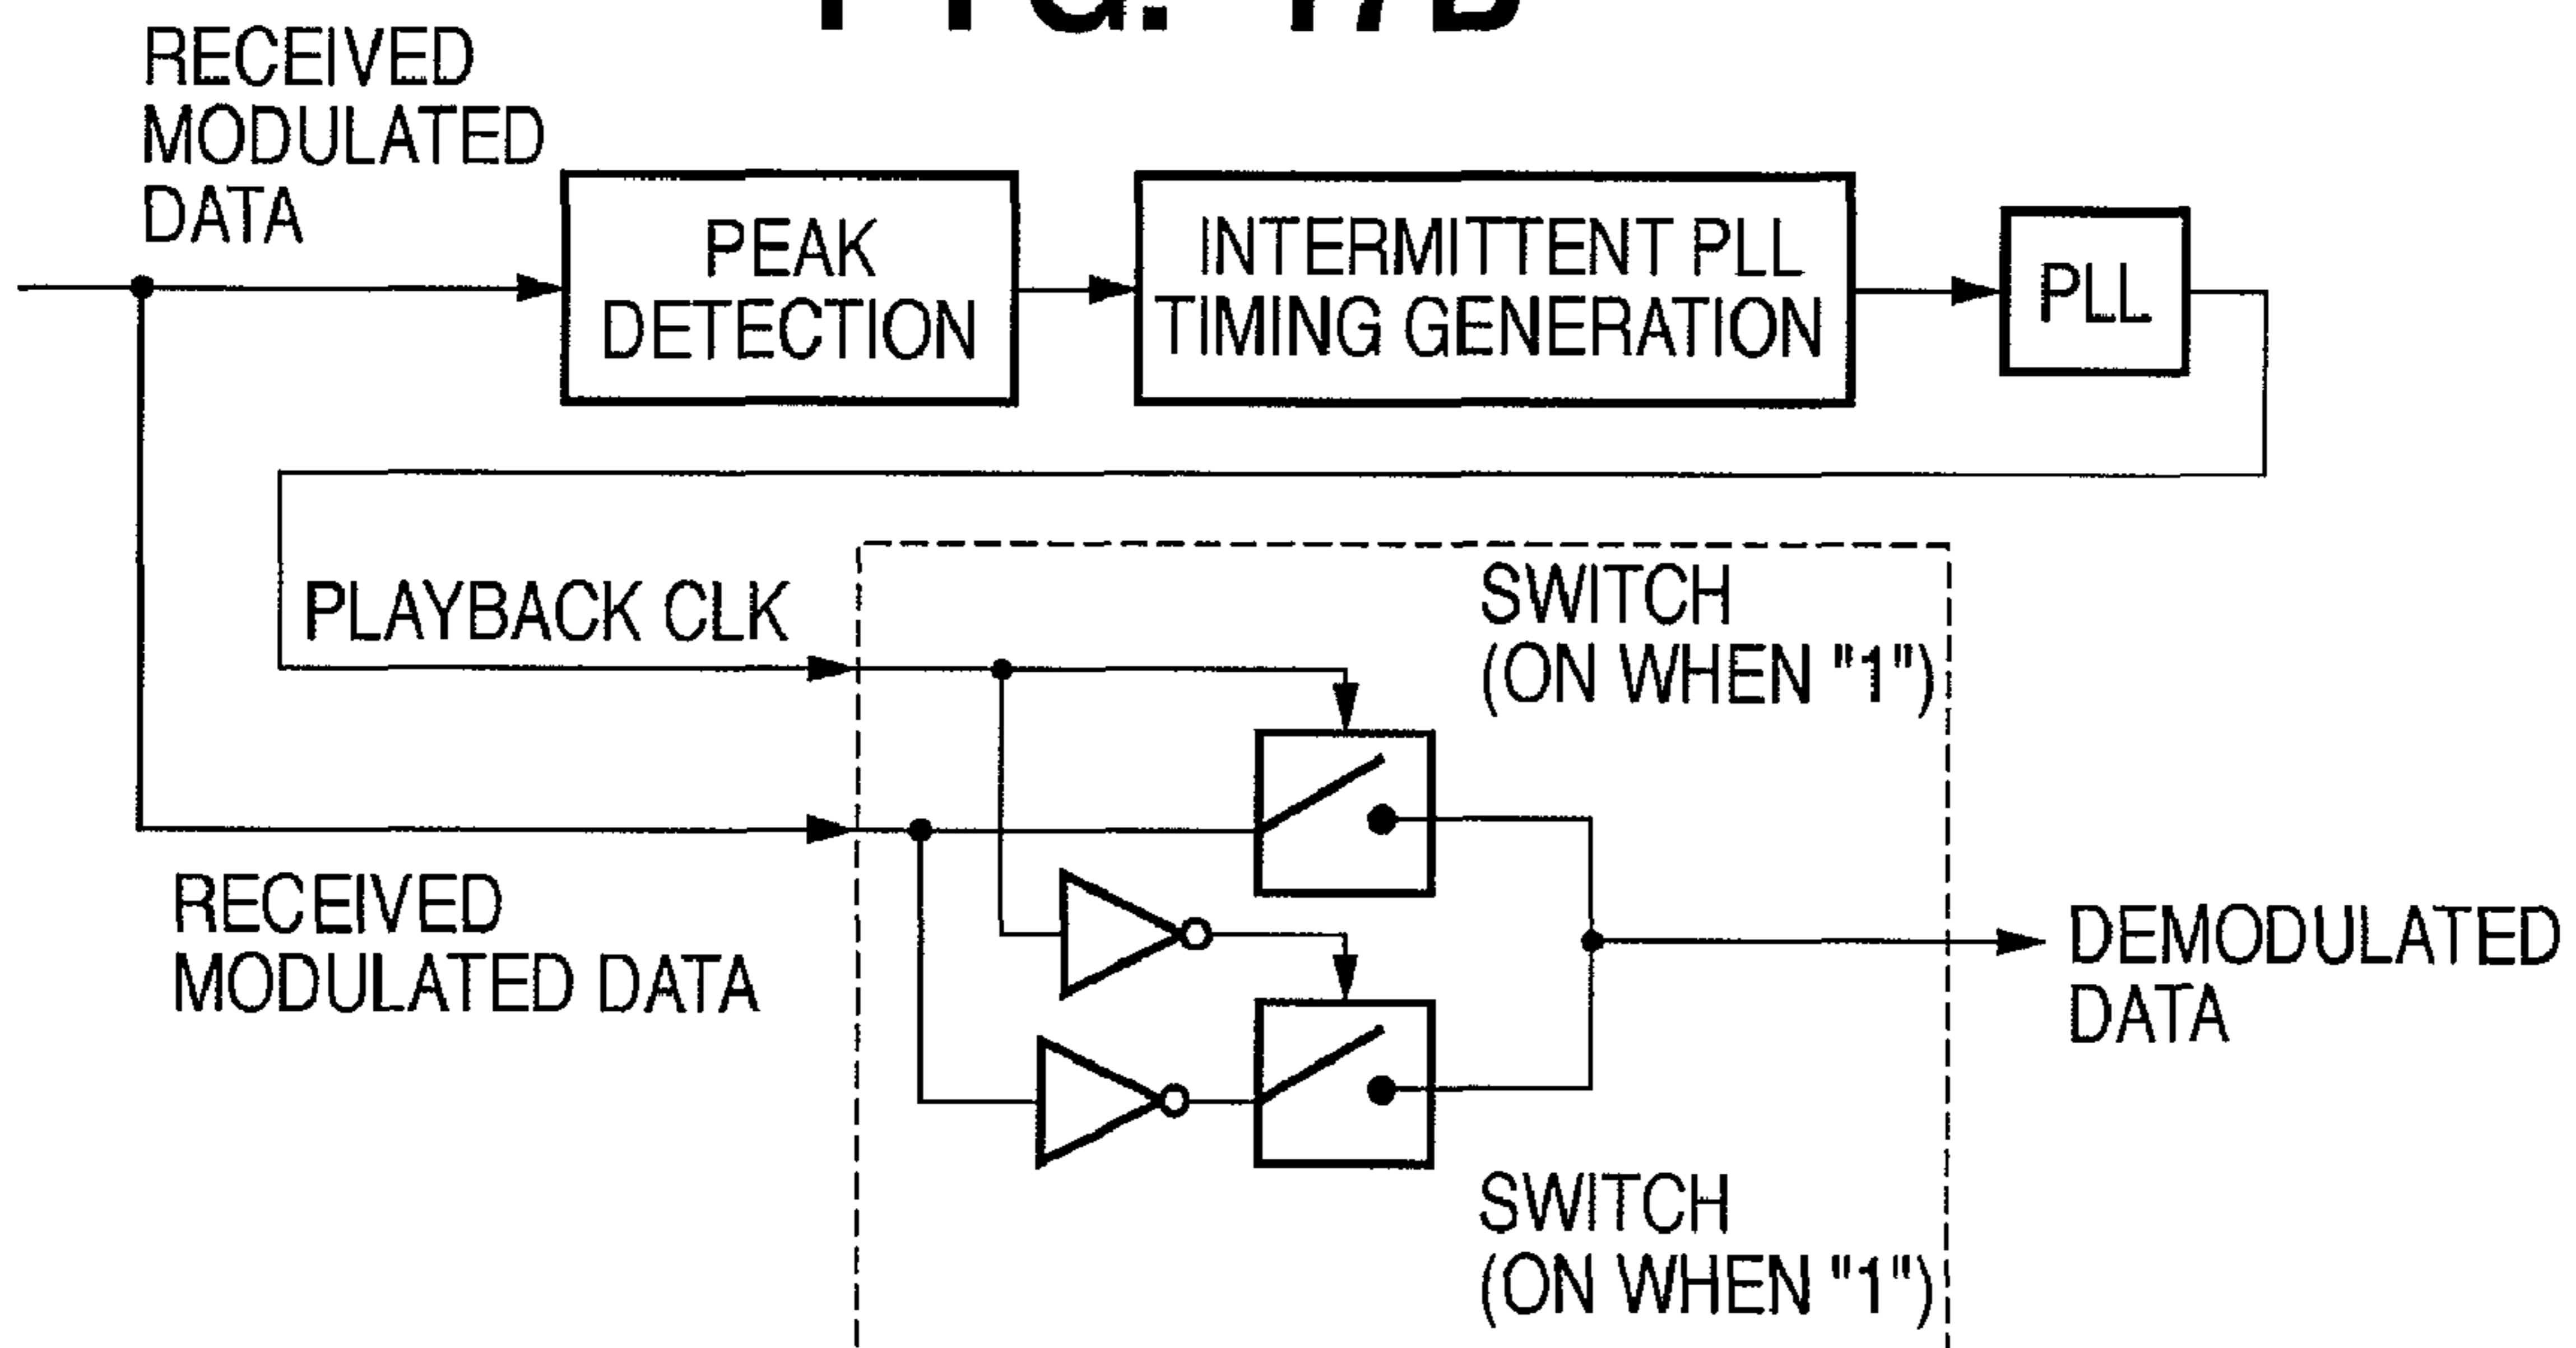 RECEIVED
MODULATED
DATA
PEAK
DETECTION
INTERMITTENT PLL
TIMING GENERATION
PLL
PLAYBACK CLK
SWITCH
(ON WHEN "1")
RECEIVED
MODULATED DATA
DEMODULATED
DATA
SWITCH
(ON WHEN "1")